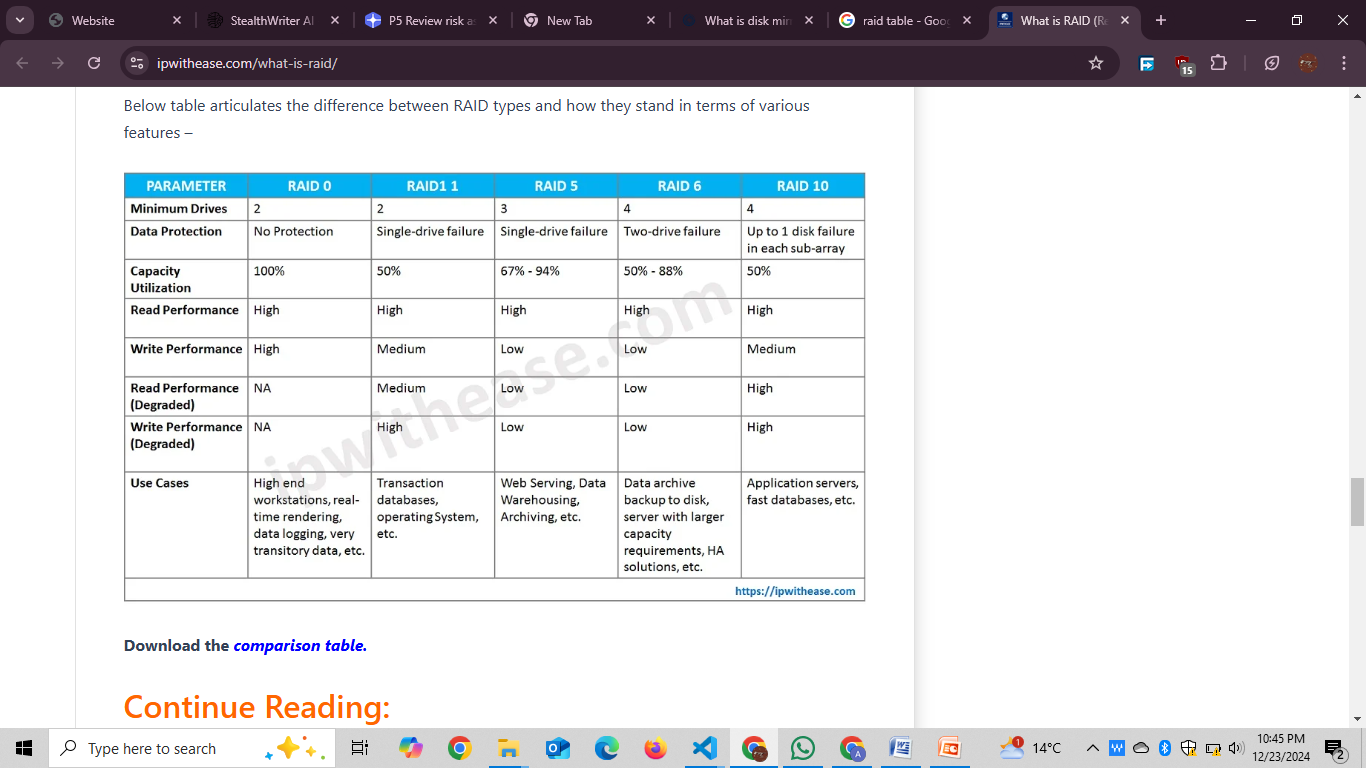 Website
StealthWriter AI
P5 Review risk a
New Tab
What is disk mir
raid table - Goo
What is RAID (Re
ipwithease.com/what-is-raid/
15
Below table articulates the difference between RAID types and how they stand in terms of various
features –
PARAMETER RAID 0 RAID1 1 RAID 5 RAID 6 RAID 10
Minimum Drives 2 2 3 4 4
Data Protection No Protection Single-drive failure Single-drive failure Two-drive failure Up to 1 disk failure
in each sub-array
Capacity 100% 50% 67% - 94% 50% - 88% 50%
Utilization
Read Performance High High High High High
Write Performance High Medium Low Low Medium
Read Performance NA Medium Low Low High
(Degraded)
Write Performance NA High Low Low High
(Degraded)
Use Cases High end Transaction Web Serving, Data Data archive Application servers,
workstations, real- databases, Warehousing, backup to disk, fast databases, etc.
time rendering, operating System, Archiving, etc. server with larger
data logging, very etc. capacity
transitory data, etc. requirements, HA
solutions, etc.
https://ipwithease.com
ipwithease.com
Download the comparison table.
Continue Reading:
Type here to search
1
14°C
10:45 PM
12/23/2024
2